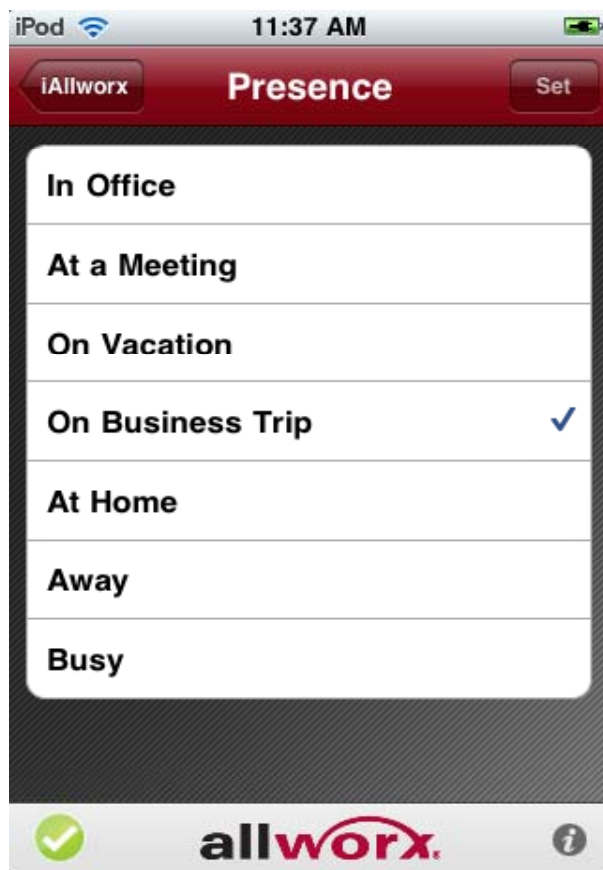 iPod 11:37 AM
iAllworx Presence Set
In Office
At a Meeting
On Vacation
On Business Trip
At Home
Away
Busy
allworx